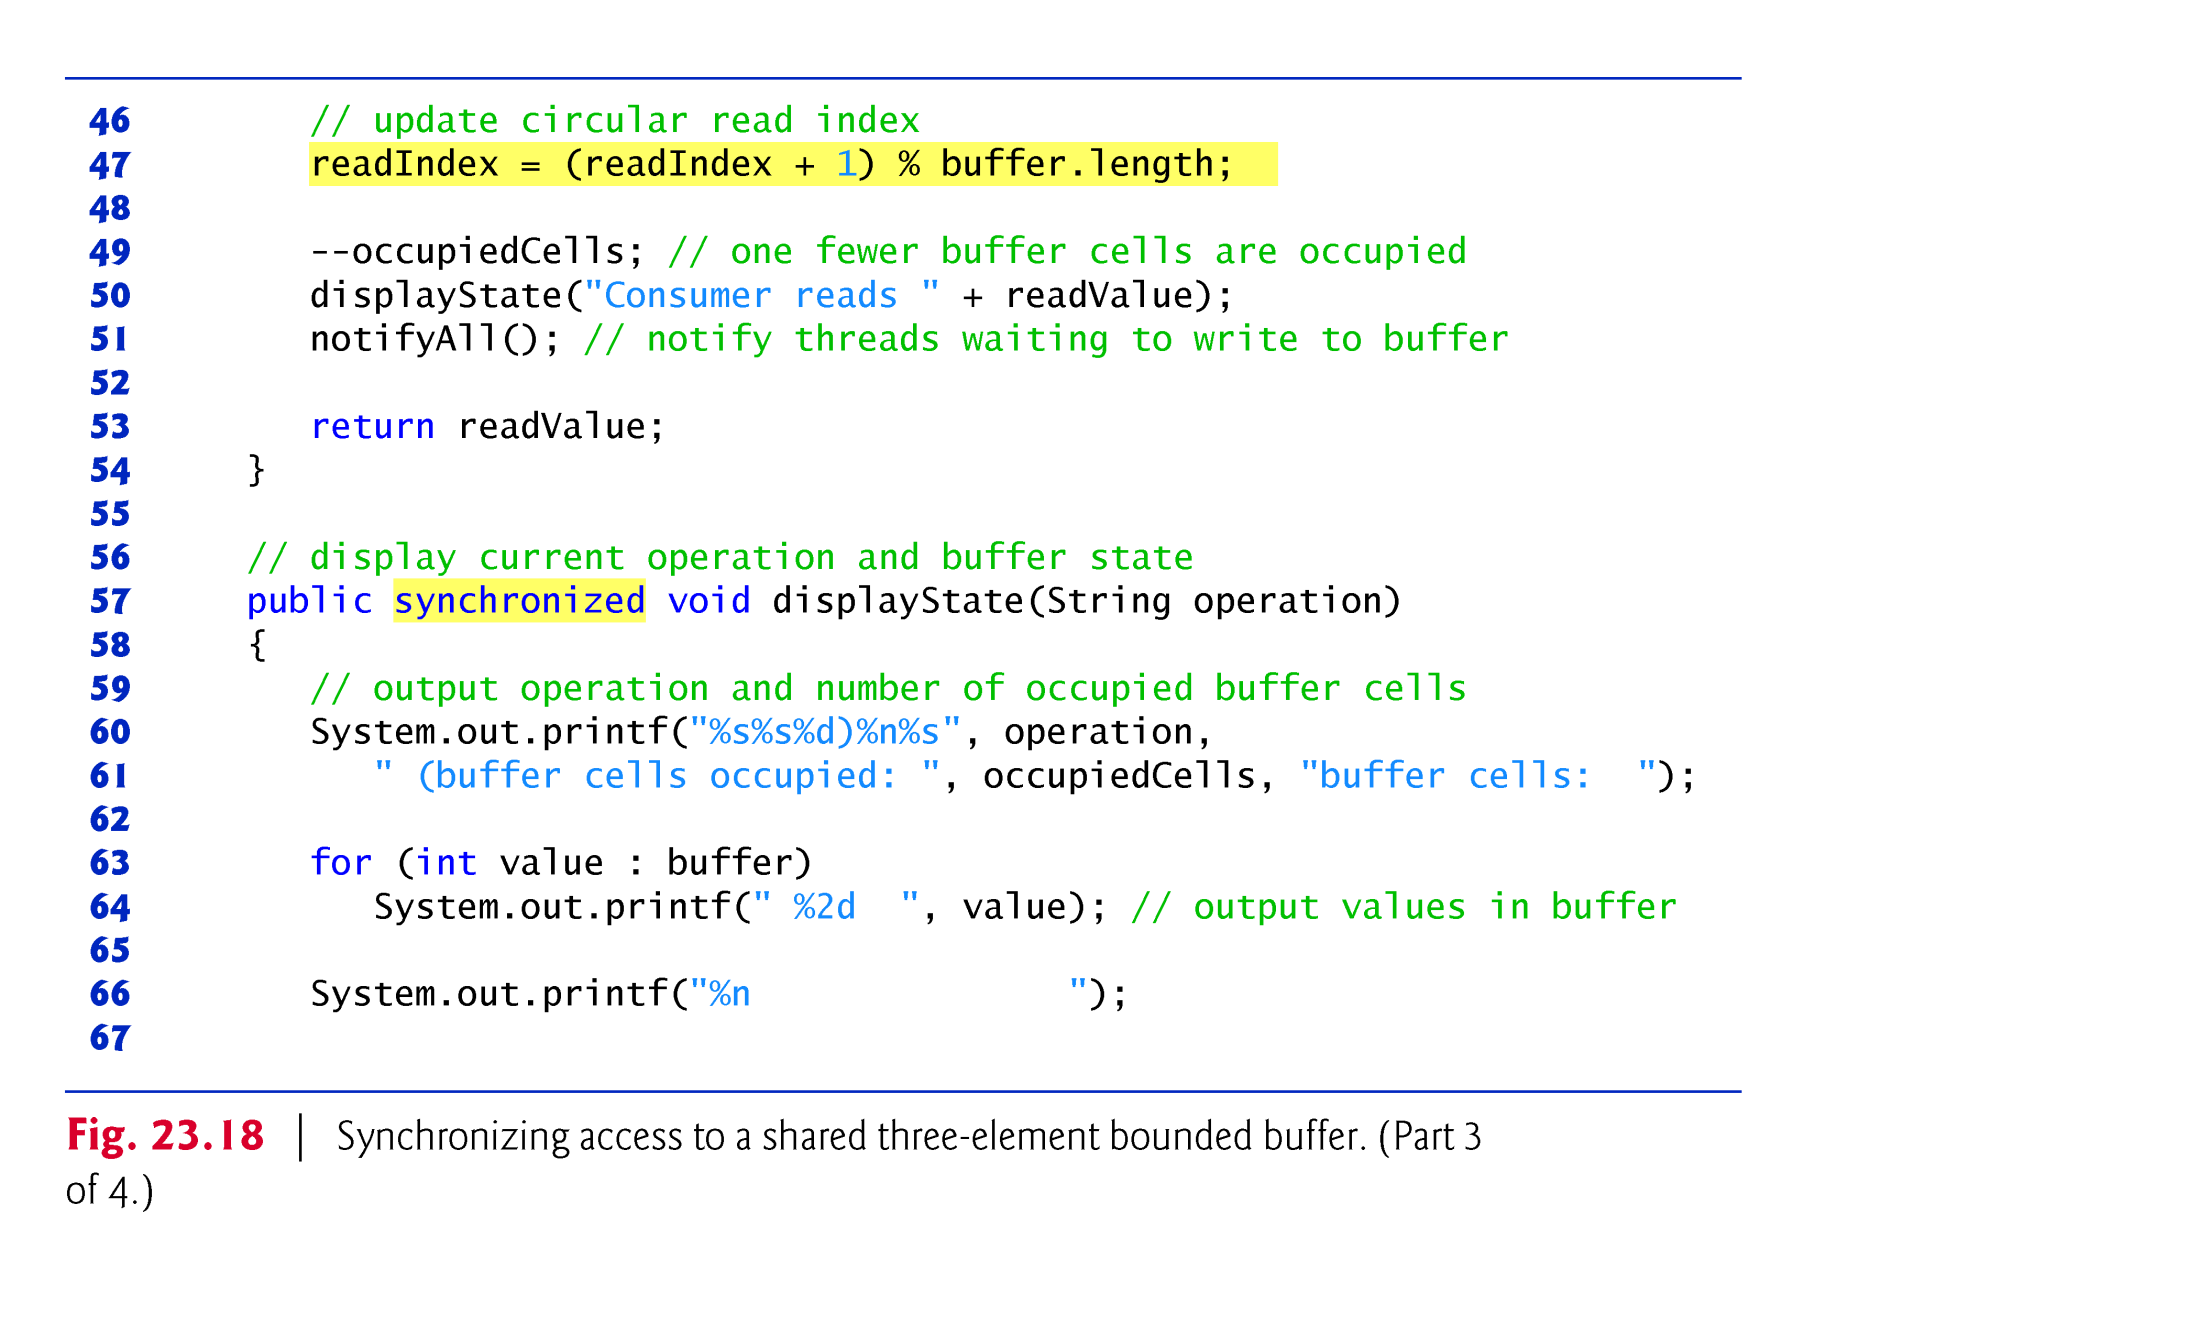 46 // update circular read index
47 readIndex = (readIndex + 1) % buffer.length;
48
49 --occupiedCells; // one fewer buffer cells are occupied
50 displayState("Consumer reads " + readValue);
51 notifyAll(); // notify threads waiting to write to buffer
52
53 return readValue;
54 }
55
56 // display current operation and buffer state
57 public synchronized void displayState(String operation)
58 {
59 // output operation and number of occupied buffer cells
60 System.out.printf("%s%s%d)%n%s", operation,
61 " (buffer cells occupied: ", occupiedCells, "buffer cells:  ");
62
63 for (int value : buffer)
64 System.out.printf(" %2d  ", value); // output values in buffer
65
66 System.out.printf("%n               ");
67
Fig. 23.18 | Synchronizing access to a shared three-element bounded buffer. (Part 3
of 4.)